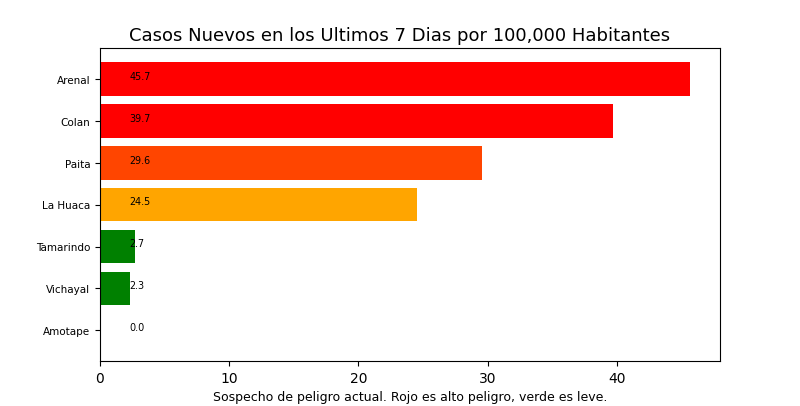 Casos Nuevos en los Ultimos 7 Dias por 100,000 Habitantes
Arenal 45.7
Colan 39.7
Paita 29.6
La Huaca 24.5
Tamarindo 2.7
Vichayal 2.3
Amotape 0.0
0 10 20 30 40
Sospecho de peligro actual. Rojo es alto peligro, verde es leve.